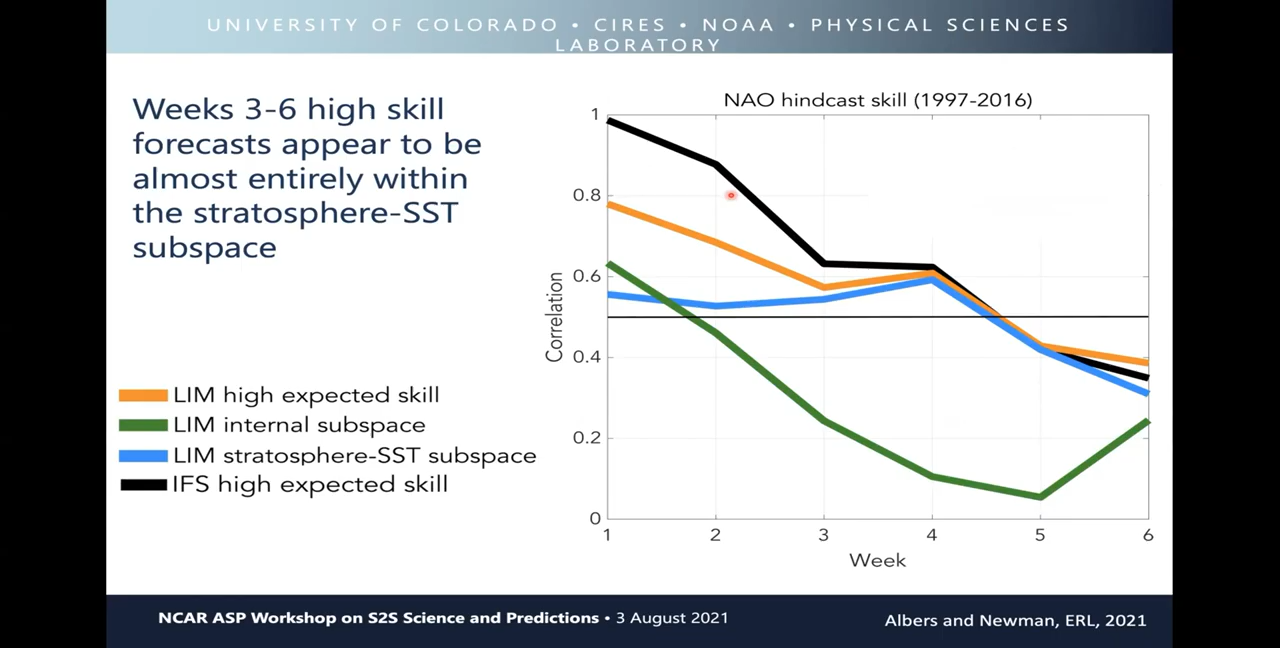 UNIVERSITY OF COLORADO • CIRES • NOAA • PHYSICAL SCIENCES
LABORATORY
Weeks 3-6 high skill
forecasts appear to be
almost entirely within
the stratosphere-SST
subspace
LIM high expected skill
LIM internal subspace
LIM stratosphere-SST subspace
IFS high expected skill
NAO hindcast skill (1997-2016)
Correlation
1
0.8
0.6
0.4
0.2
0
1 2 3 4 5 6
Week
NCAR ASP Workshop on S2S Science and Predictions • 3 August 2021
Albers and Newman, ERL, 2021